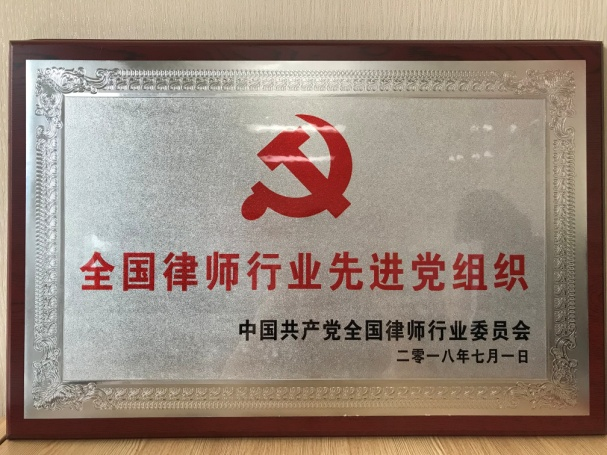 全国律师行业先进党组织
中国共产党全国律师行业委员会
二零一八年七月一日